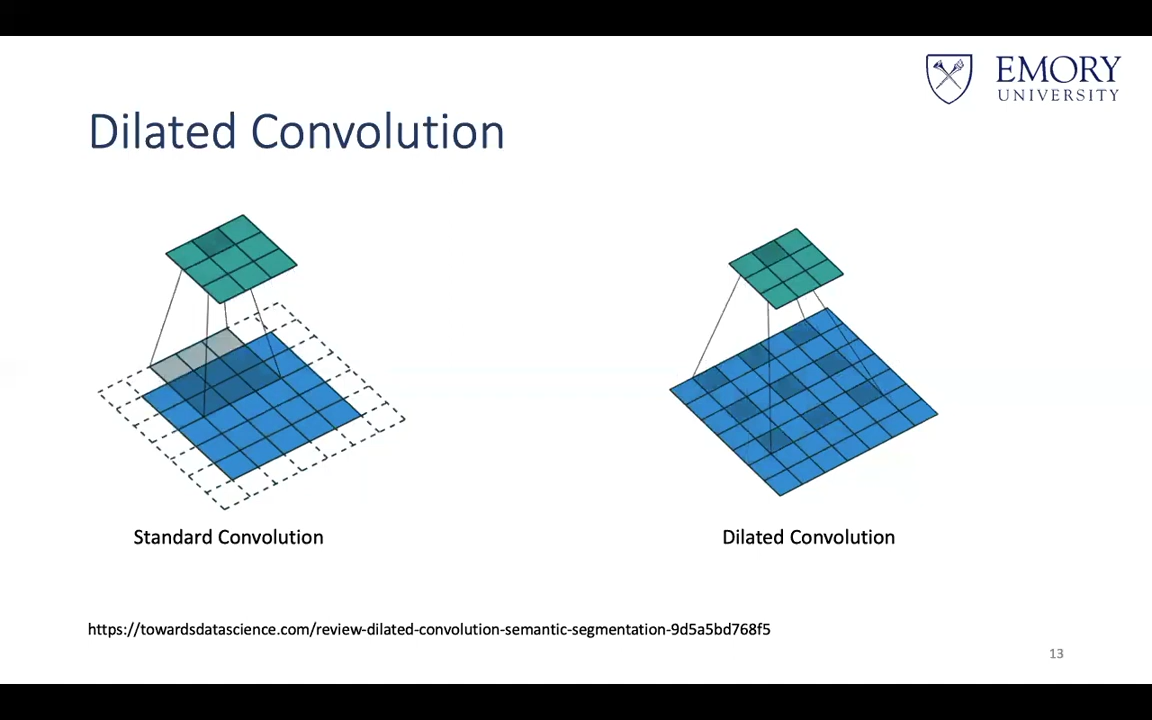 EMORY
UNIVERSITY
Dilated Convolution
Standard Convolution
Dilated Convolution
https://towardsdatascience.com/review-dilated-convolution-semantic-segmentation-9d5a5bd768f5
13